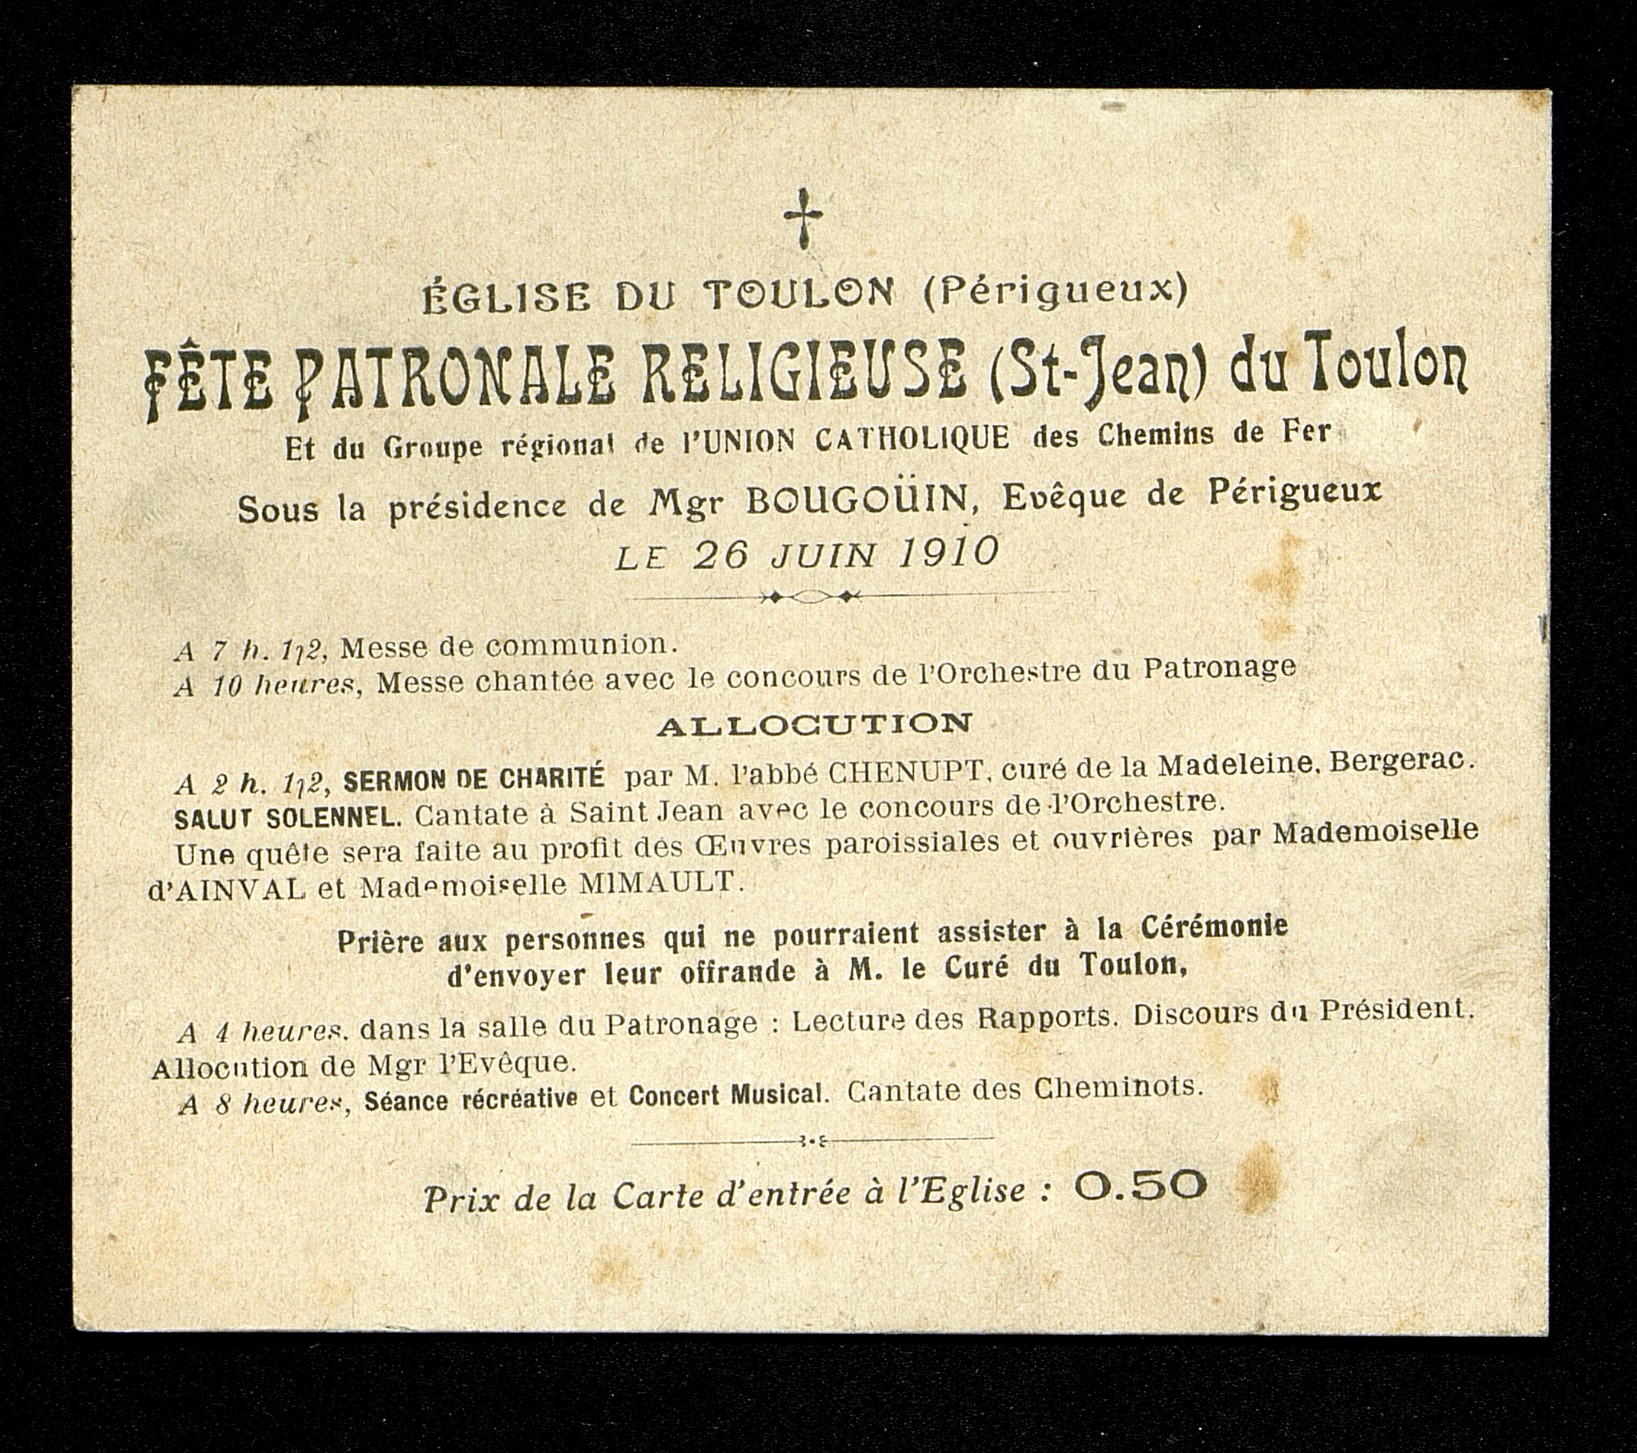 ÉGLISE DU TOULON (Périgueux)
FÊTE PATRONALE RELIGIEUSE (St-Jean) du Toulon
Et du Groupe régional de l'UNION CATHOLIQUE des Chemins de Fer
Sous la présidence de Mgr BOUGOÜIN, Evêque de Périgueux
LE 26 JUIN 1910
A 7 h. 1/2, Messe de communion.
A 10 heures, Messe chantée avec le concours de l'Orchestre du Patronage
ALLOCUTION
A 2 h. 1/2, SERMON DE CHARITÉ par M. l'abbé CHENUPT, curé de la Madeleine, Bergerac.
SALUT SOLENNEL. Cantate à Saint Jean avec le concours de l'Orchestre.
Une quête sera faite au profit des Œuvres paroissiales et ouvrières par Mademoiselle
d'AINVAL et Mademoiselle MIMAULT.
Prière aux personnes qui ne pourraient assister à la Cérémonie
d'envoyer leur offrande à M. le Curé du Toulon,
A 4 heures. dans la salle du Patronage : Lecture des Rapports. Discours du Président.
Allocution de Mgr l'Evêque.
A 8 heures, Séance récréative et Concert Musical. Cantate des Cheminots.
Prix de la Carte d'entrée à l'Eglise : 0.50